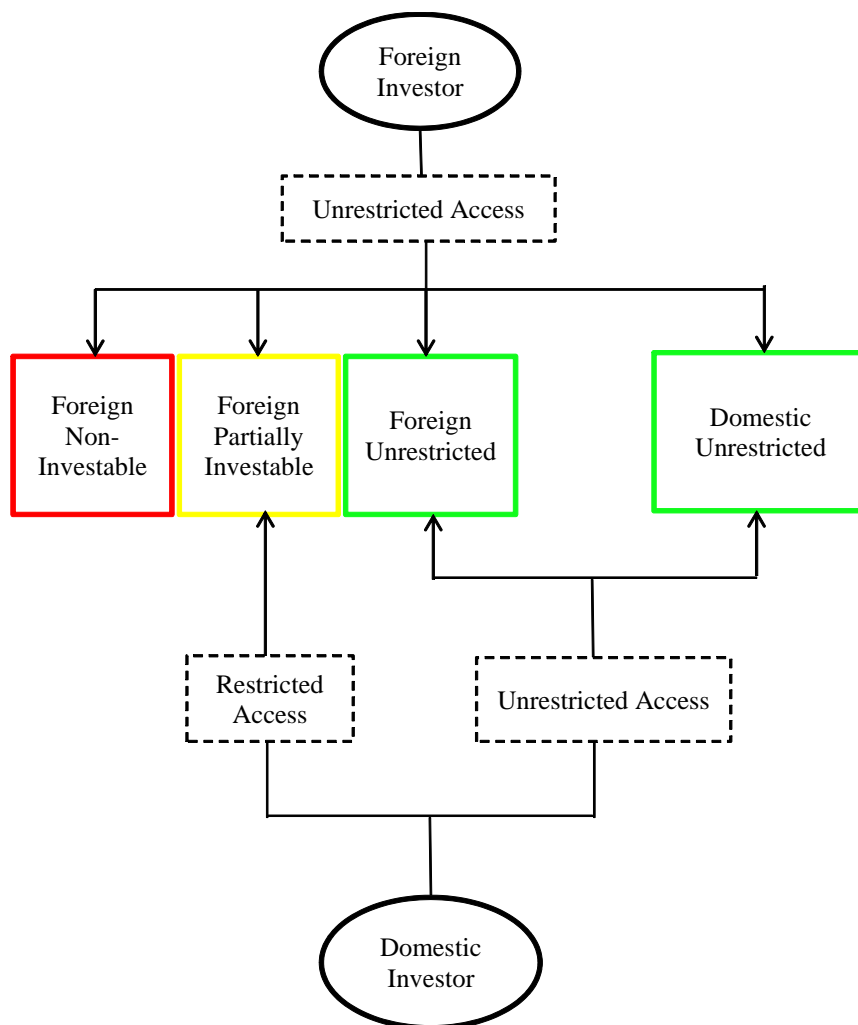 Foreign
Investor
Unrestricted Access
Foreign
Non-
Investable
Foreign
Partially
Investable
Foreign
Unrestricted
Domestic
Unrestricted
Restricted
Access
Unrestricted Access
Domestic
Investor